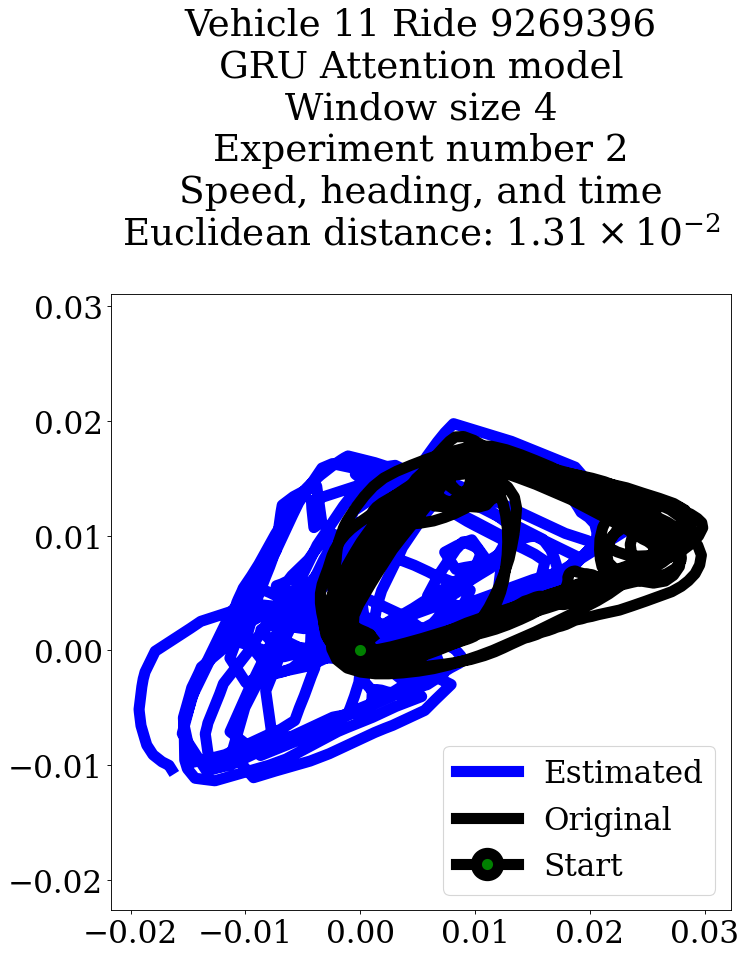 Vehicle 11 Ride 9269396
GRU Attention model
Window size 4
Experiment number 2
Speed, heading, and time
Euclidean distance: 1.31 × 10⁻²
0.03
0.02
0.01
0.00
−0.01
−0.02
Estimated
Original
Start
−0.02 −0.01 0.00 0.01 0.02 0.03